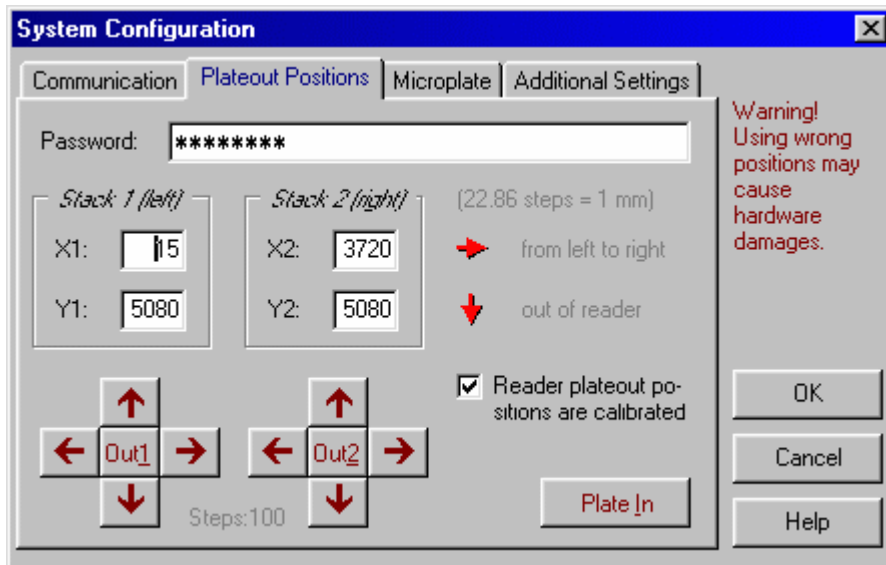 System Configuration
Communication
Plateout Positions
Microplate
Additional Settings
Password: ********
Warning!
Using wrong
positions may
cause
hardware
damages.
Stack 1 (left)
Stack 2 (right)
(22.86 steps = 1 mm)
X1: 15
X2: 3720
from left to right
Y1: 5080
Y2: 5080
out of reader
Reader plateout po-
sitions are calibrated
Out1
Out2
Steps:100
Plate In
OK
Cancel
Help